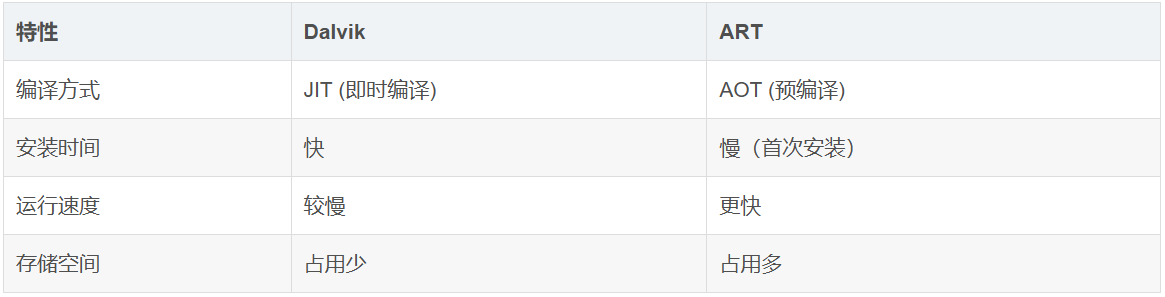 特性 Dalvik ART
编译方式 JIT (即时编译) AOT (预编译)
安装时间 快 慢（首次安装）
运行速度 较慢 更快
存储空间 占用少 占用多